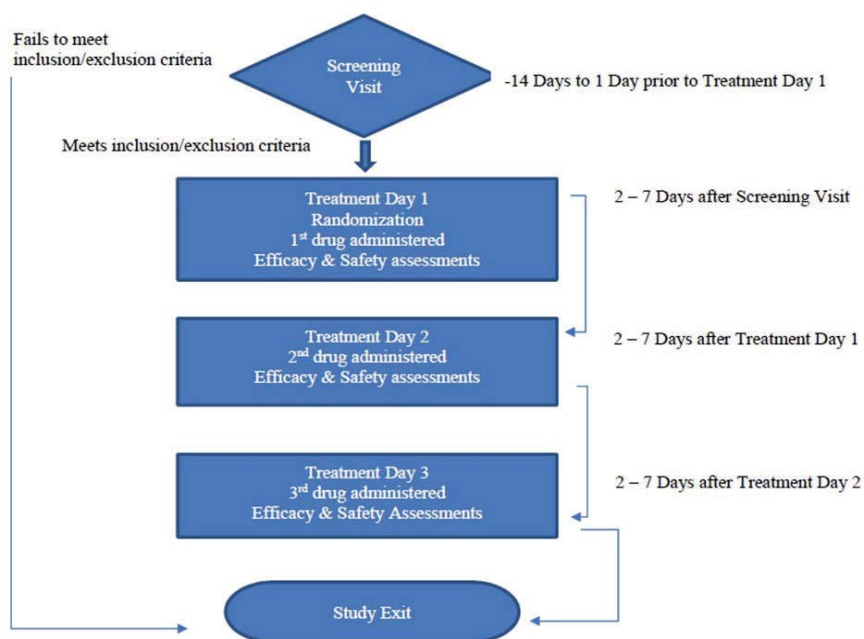 Fails to meet
inclusion/exclusion criteria
Screening
Visit
-14 Days to 1 Day prior to Treatment Day 1
Meets inclusion/exclusion criteria
Treatment Day 1
Randomization
1st drug administered
Efficacy & Safety assessments
2 – 7 Days after Screening Visit
Treatment Day 2
2nd drug administered
Efficacy & Safety assessments
2 – 7 Days after Treatment Day 1
Treatment Day 3
3rd drug administered
Efficacy & Safety Assessments
2 – 7 Days after Treatment Day 2
Study Exit